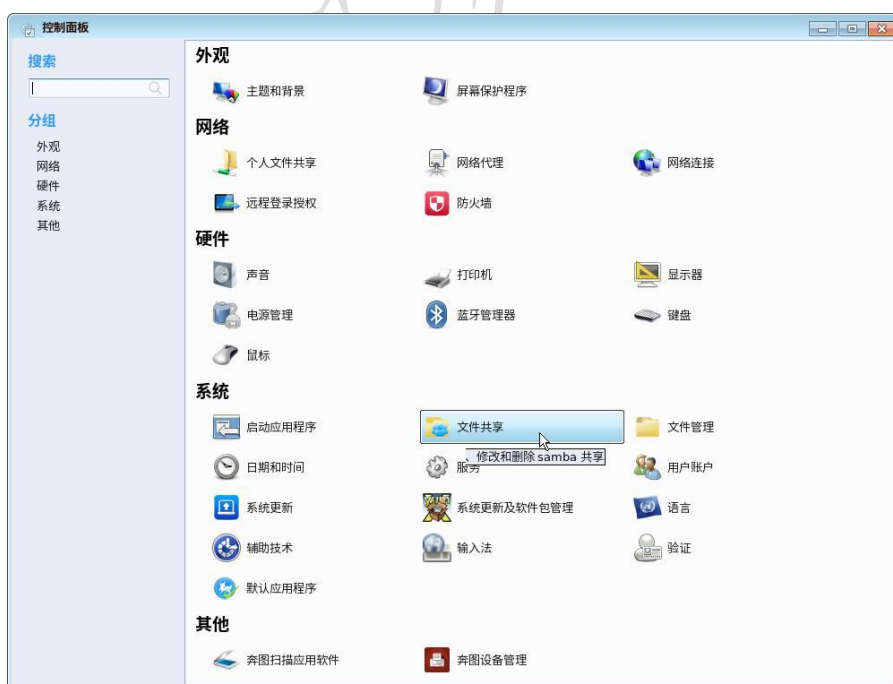 控制面板
搜索
分组
外观
网络
硬件
系统
其他
外观
主题和背景
屏幕保护程序
网络
个人文件共享
网络代理
网络连接
远程登录授权
防火墙
硬件
声音
打印机
显示器
电源管理
蓝牙管理器
键盘
鼠标
系统
启动应用程序
文件共享
文件管理
、修改和删除 samba 共享
日期和时间
服务
用户账户
系统更新
系统更新及软件包管理
语言
辅助技术
输入法
验证
默认应用程序
其他
奔图扫描应用软件
奔图设备管理